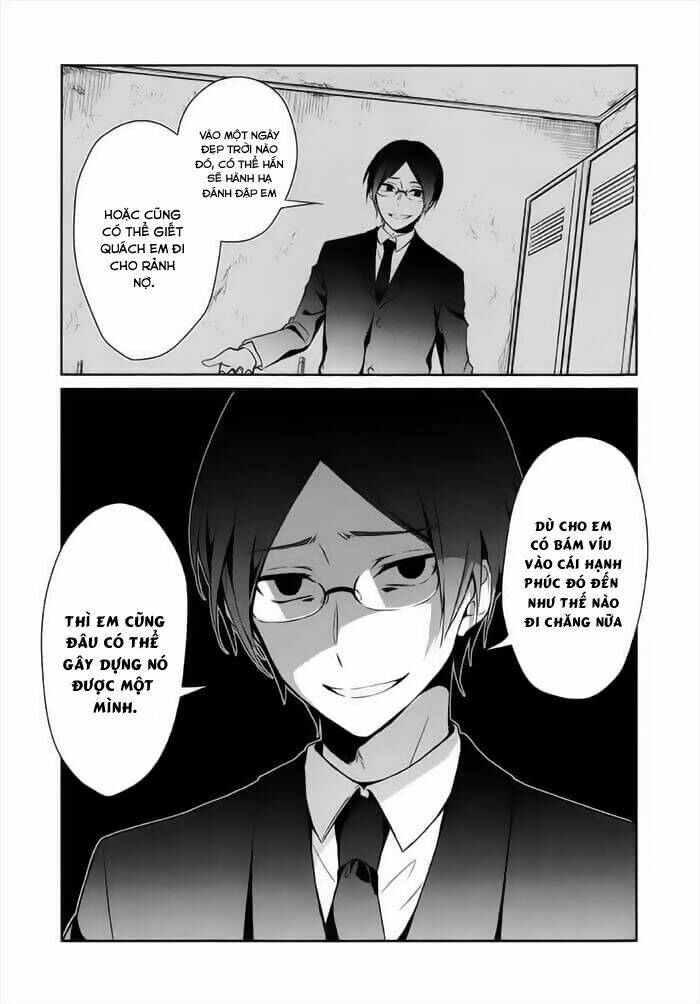 VÀO MỘT NGÀY
ĐẸP TRỜI NÀO
ĐÓ, CÓ THỂ HẮN
SẼ HÀNH HẠ
ĐÁNH ĐẬP EM
HOẶC CŨNG
CÓ THỂ GIẾT
QUÁCH EM ĐI
CHO RẢNH
NỢ.
DÙ CHO EM
CÓ BÁM VÍU
VÀO CÁI HẠNH
PHÚC ĐÓ ĐẾN
NHƯ THẾ NÀO
ĐI CHĂNG NỮA
THÌ EM CŨNG
ĐÂU CÓ THỂ
GÂY DỰNG NÓ
ĐƯỢC MỘT
MÌNH.